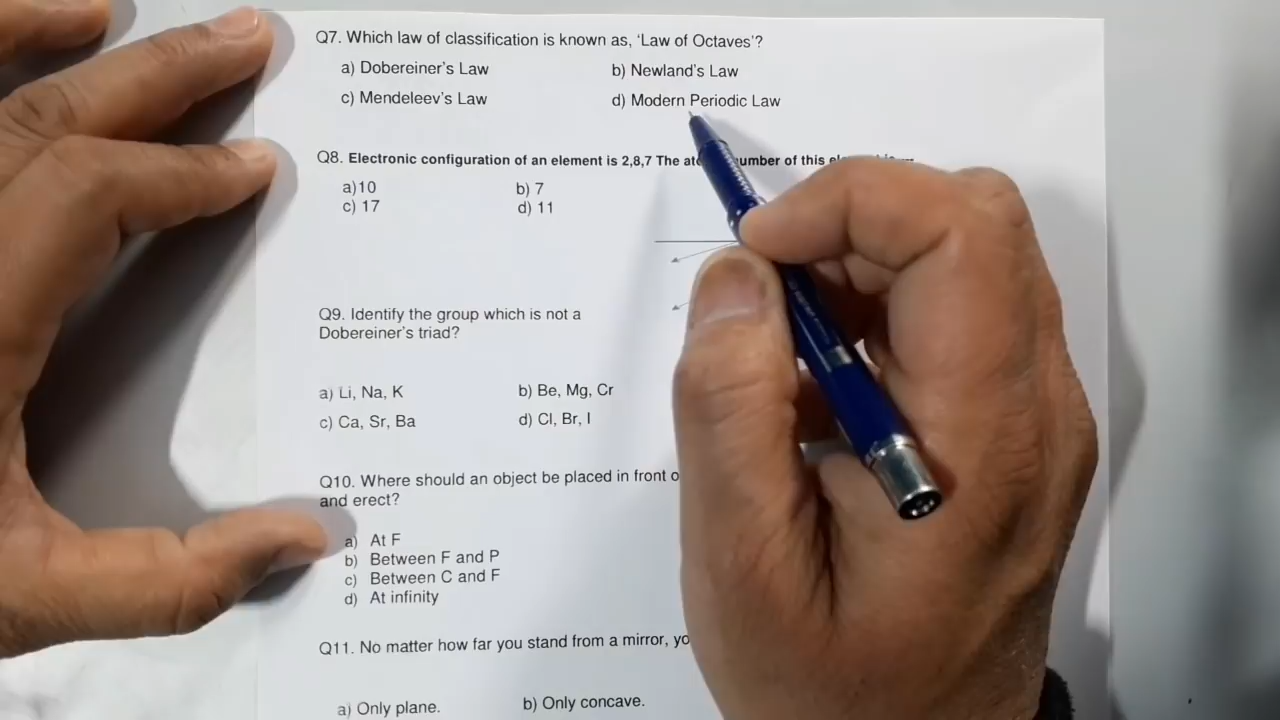 Q7. Which law of classification is known as, ‘Law of Octaves’?
a) Dobereiner’s Law b) Newland’s Law
c) Mendeleev’s Law d) Modern Periodic Law
Q8. Electronic configuration of an element is 2,8,7 The number of this
a)10 b) 7
c) 17 d) 11
Q9. Identify the group which is not a
Dobereiner’s triad?
a) Li, Na, K b) Be, Mg, Cr
c) Ca, Sr, Ba d) Cl, Br, I
Q10. Where should an object be placed in front
and erect?
a) At F
b) Between F and P
c) Between C and F
d) At infinity
Q11. No matter how far you stand from a mirror,
a) Only plane. b) Only concave.